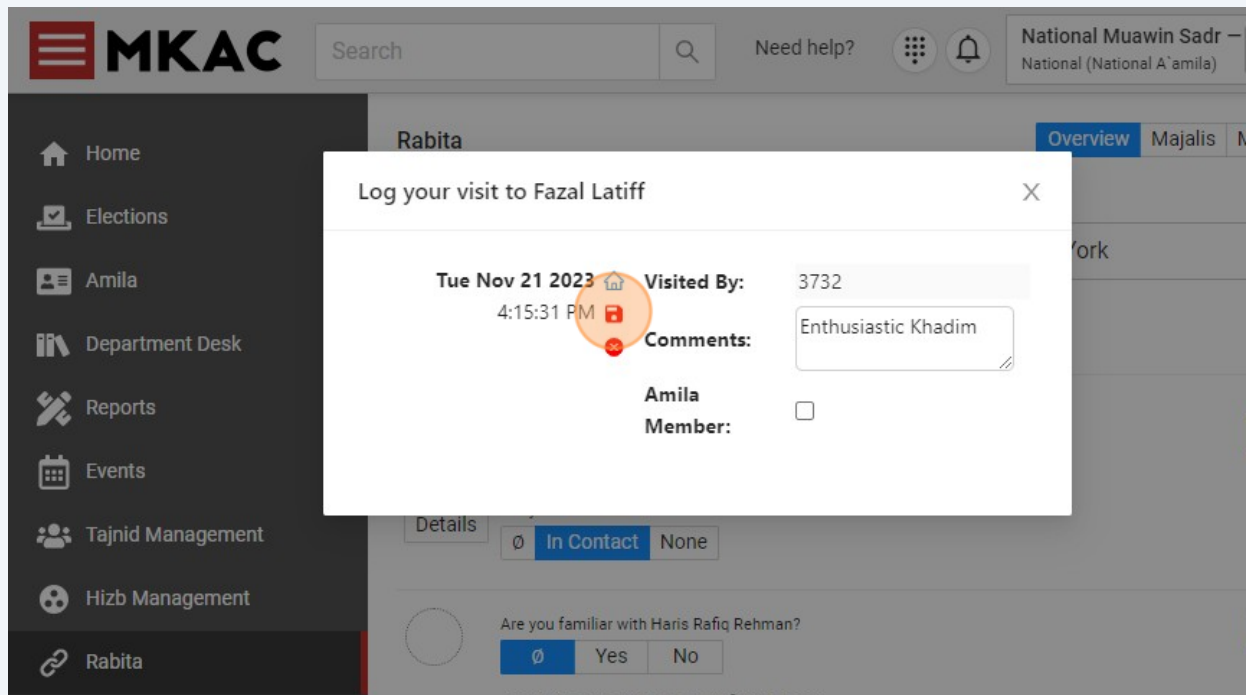 MKAC
Search
Need help?
National Muawin Sadr –
National (National A`amila)
Home
Elections
Amila
Department Desk
Reports
Events
Tajnid Management
Hizb Management
Rabita
Rabita
Overview Majalis M
Log your visit to Fazal Latiff X
York
Tue Nov 21 2023
4:15:31 PM
Visited By: 3732
Comments: Enthusiastic Khadim
Amila
Member:
Details
Ø In Contact None
Are you familiar with Haris Rafiq Rehman?
Ø Yes No